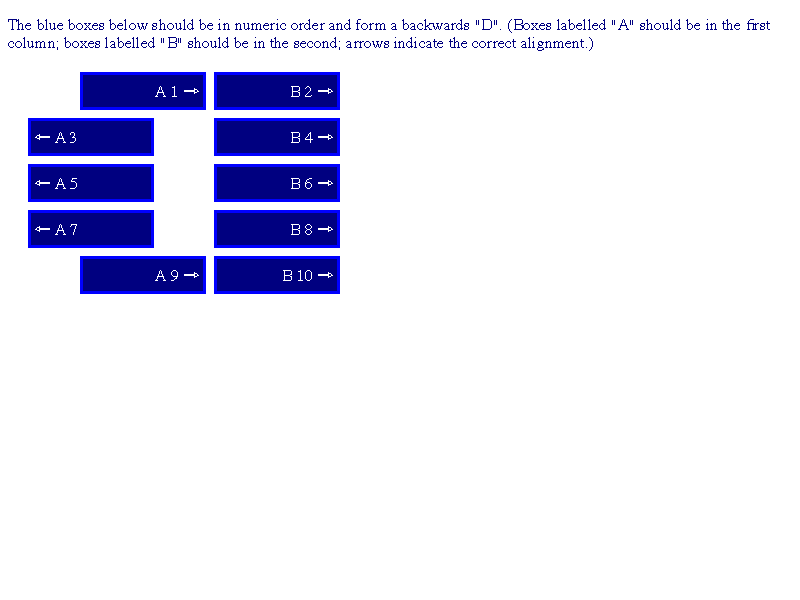 The blue boxes below should be in numeric order and form a backwards "D". (Boxes labelled "A" should be in the first
column; boxes labelled "B" should be in the second; arrows indicate the correct alignment.)
A 1 → B 2 →
← A 3 B 4 →
← A 5 B 6 →
← A 7 B 8 →
A 9 → B 10 →